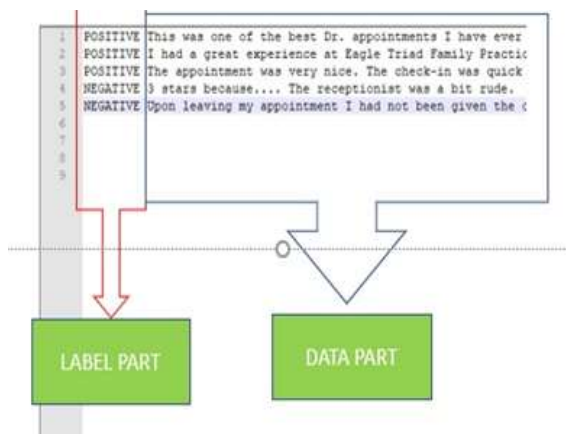 1 POSITIVE This was one of the best Dr. appointments I have ever
2 POSITIVE I had a great experience at Eagle Triad Family Practic
3 POSITIVE The appointment was very nice. The check-in was quick
4 NEGATIVE 3 stars because.... The receptionist was a bit rude.
5 NEGATIVE Upon leaving my appointment I had not been given the
6
7
8
9
LABEL PART
DATA PART